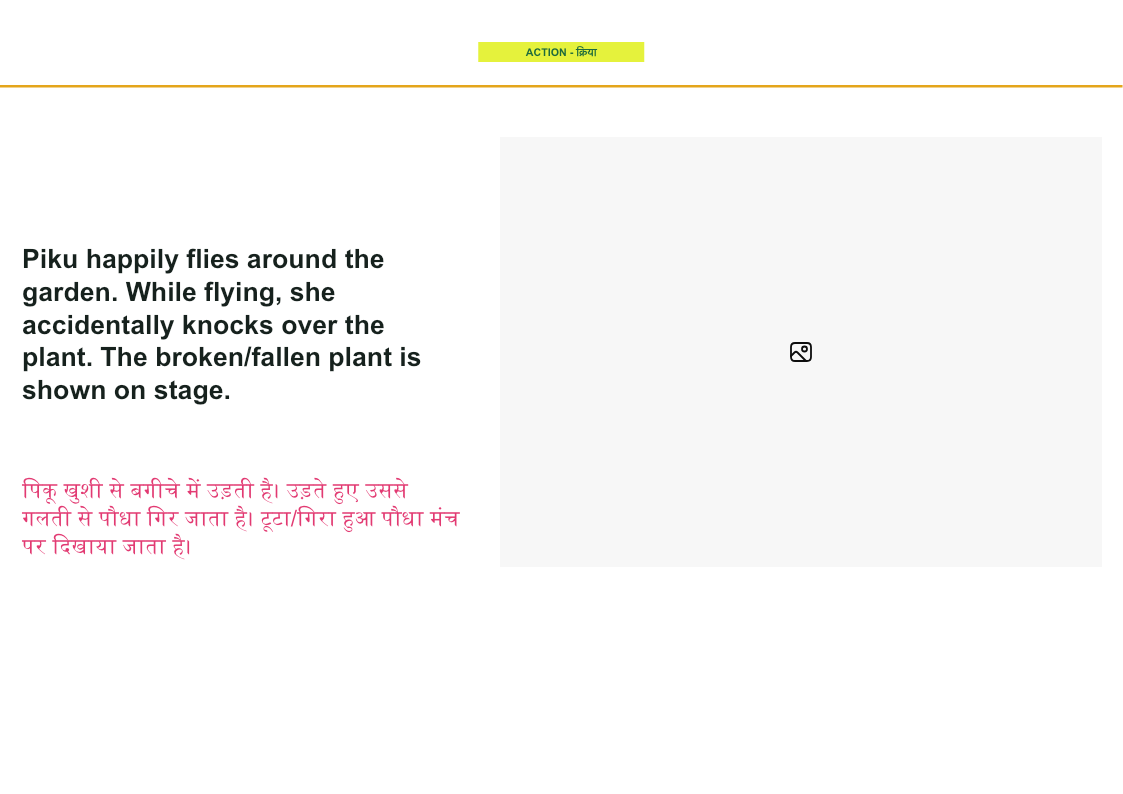 ACTION - क्रिया
Piku happily flies around the
garden. While flying, she
accidentally knocks over the
plant. The broken/fallen plant is
shown on stage.
पिकू खुशी से बगीचे में उड़ती है। उड़ते हुए उससे
गलती से पौधा गिर जाता है। टूटा/गिरा हुआ पौधा मंच
पर दिखाया जाता है।